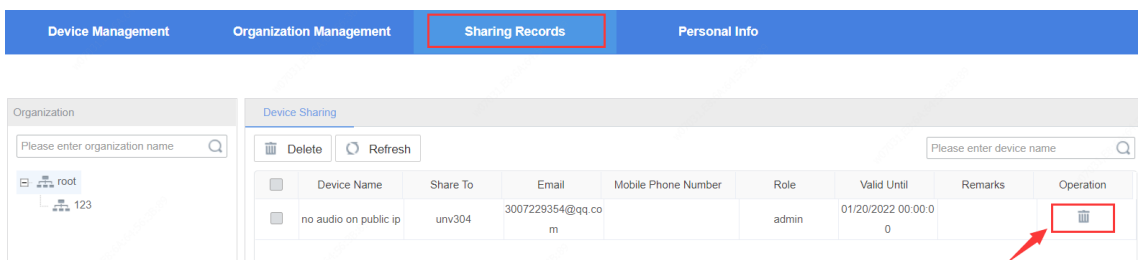 Device Management Organization Management Sharing Records Personal Info
Organization Device Sharing
Please enter organization name Delete Refresh Please enter device name
root
123
Device Name Share To Email Mobile Phone Number Role Valid Until Remarks Operation
no audio on public ip unv304 3007229354@qq.co admin 01/20/2022 00:00:0
m 0